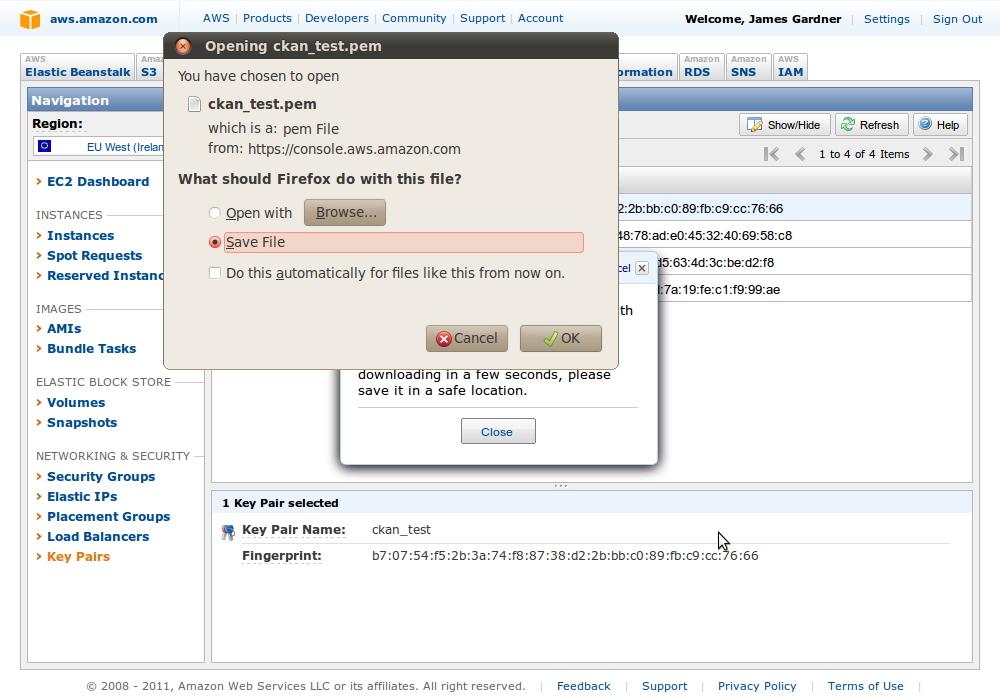 aws.amazon.com
AWS | Products | Developers | Community | Support | Account
Welcome, James Gardner | Settings | Sign Out
AWS
Elastic Beanstalk
Amaz
S3
ormation
Amazon
RDS
Amazon
SNS
AWS
IAM
Opening ckan_test.pem
You have chosen to open
ckan_test.pem
which is a: pem File
from: https://console.aws.amazon.com
What should Firefox do with this file?
Open with Browse...
Save File
Do this automatically for files like this from now on.
Cancel OK
Navigation
Region:
EU West (Irelan
EC2 Dashboard
INSTANCES
Instances
Spot Requests
Reserved Instanc
IMAGES
AMIs
Bundle Tasks
ELASTIC BLOCK STORE
Volumes
Snapshots
NETWORKING & SECURITY
Security Groups
Elastic IPs
Placement Groups
Load Balancers
Key Pairs
Show/Hide Refresh Help
1 to 4 of 4 Items
2:2b:bb:c0:89:fb:c9:cc:76:66
48:78:ad:e0:45:32:40:69:58:c8
d5:63:4d:3c:be:d2:f8
:7a:19:fe:c1:f9:99:ae
cel
th
downloading in a few seconds, please
save it in a safe location.
Close
1 Key Pair selected
Key Pair Name: ckan_test
Fingerprint: b7:07:54:f5:2b:3a:74:f8:87:38:d2:2b:bb:c0:89:fb:c9:cc:76:66
© 2008 - 2011, Amazon Web Services LLC or its affiliates. All right reserved. | Feedback | Support | Privacy Policy | Terms of Use |